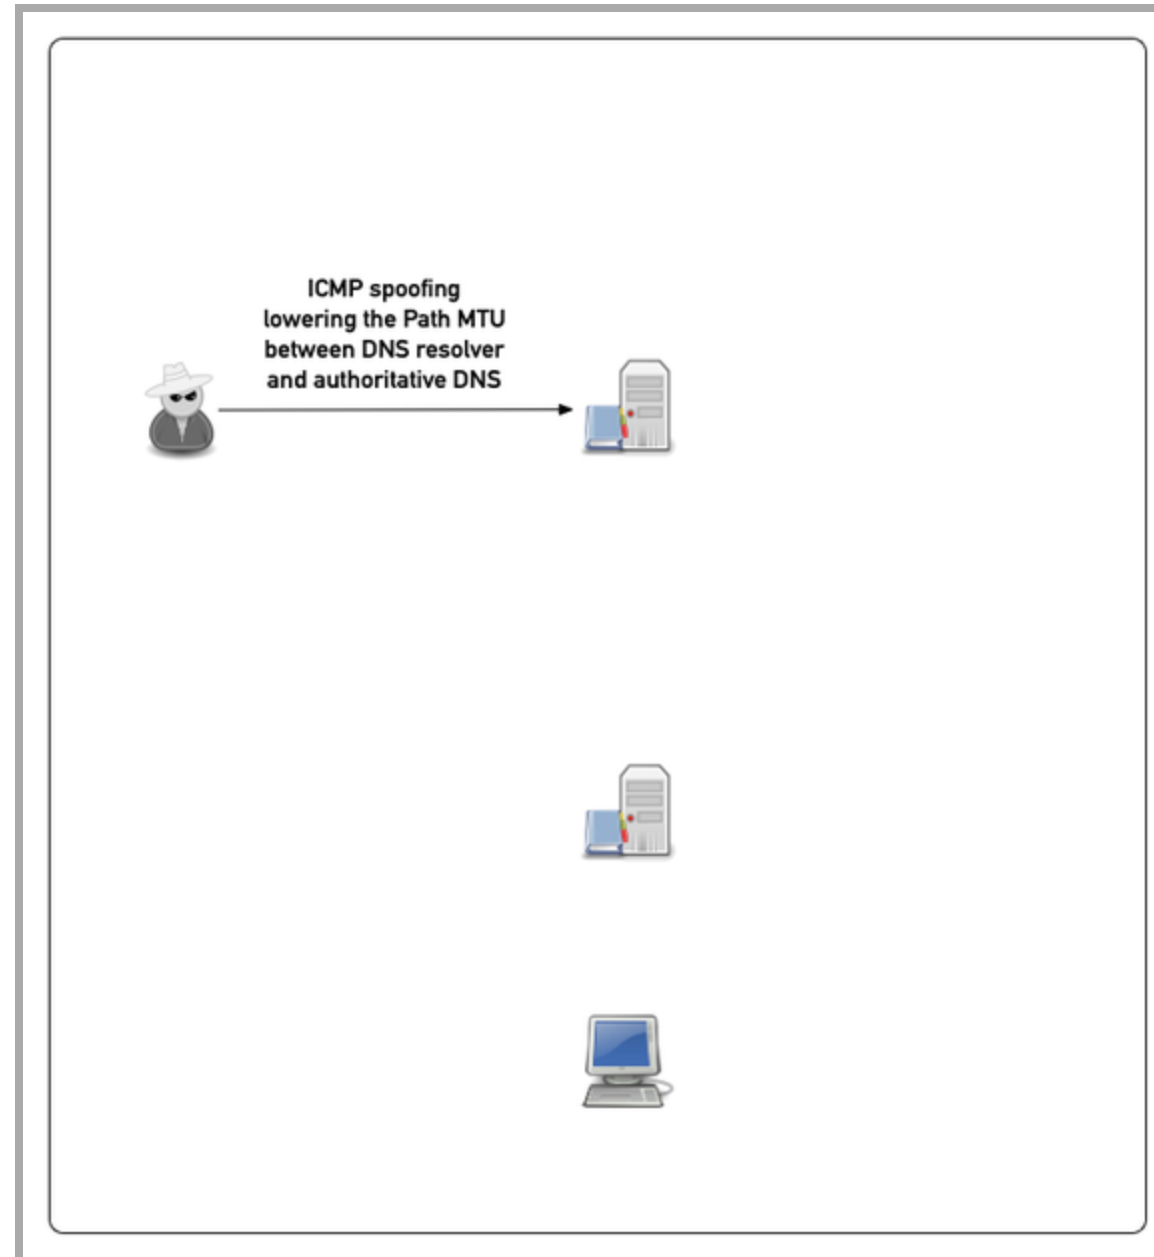 ICMP spoofing
lowering the Path MTU
between DNS resolver
and authoritative DNS